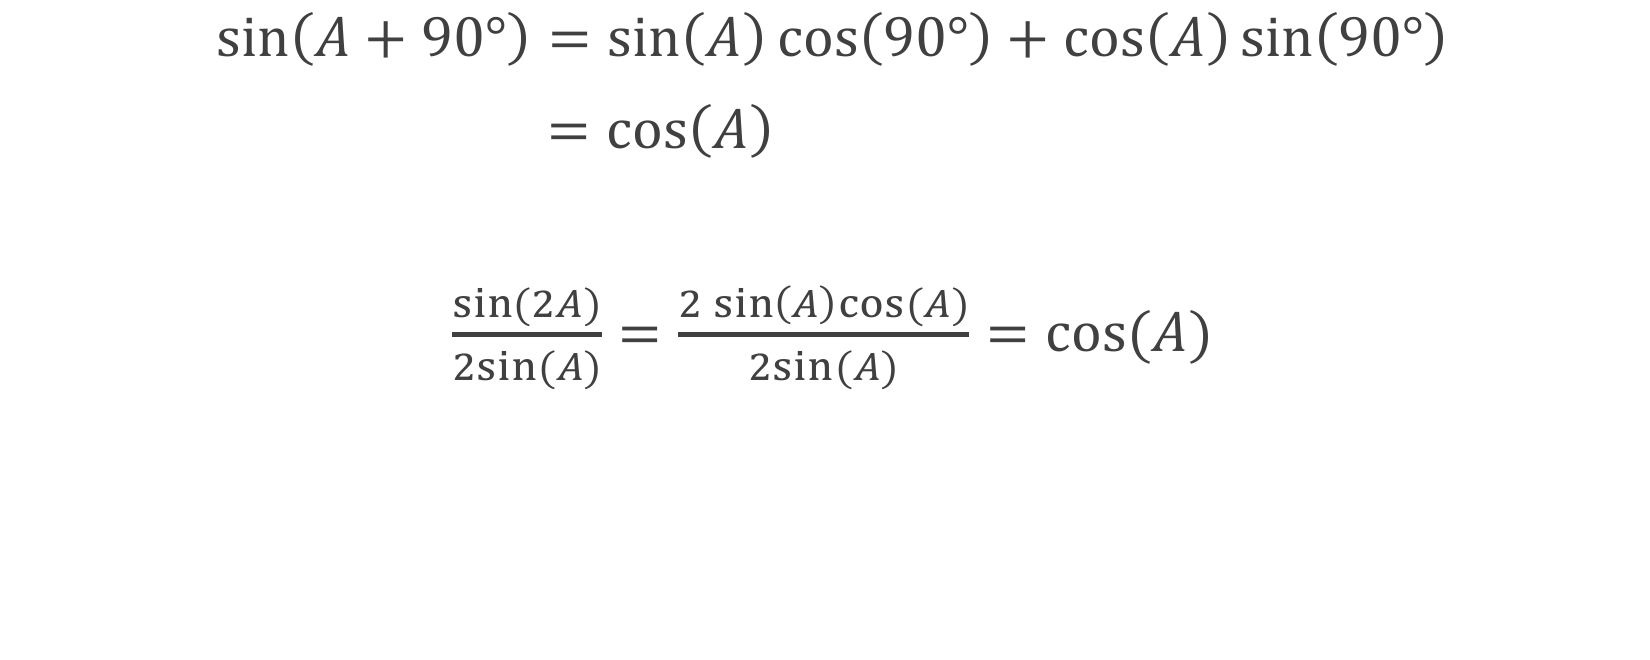 sin(A + 90°) = sin(A) cos(90°) + cos(A) sin(90°)
= cos(A)
sin(2A)/2sin(A) = 2 sin(A)cos(A)/2sin(A) = cos(A)